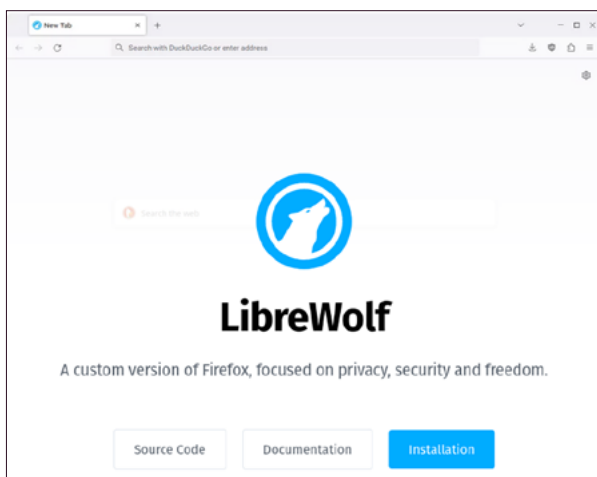 New Tab
Search with DuckDuckGo or enter address
Search the web
LibreWolf
A custom version of Firefox, focused on privacy, security and freedom.
Source Code Documentation Installation